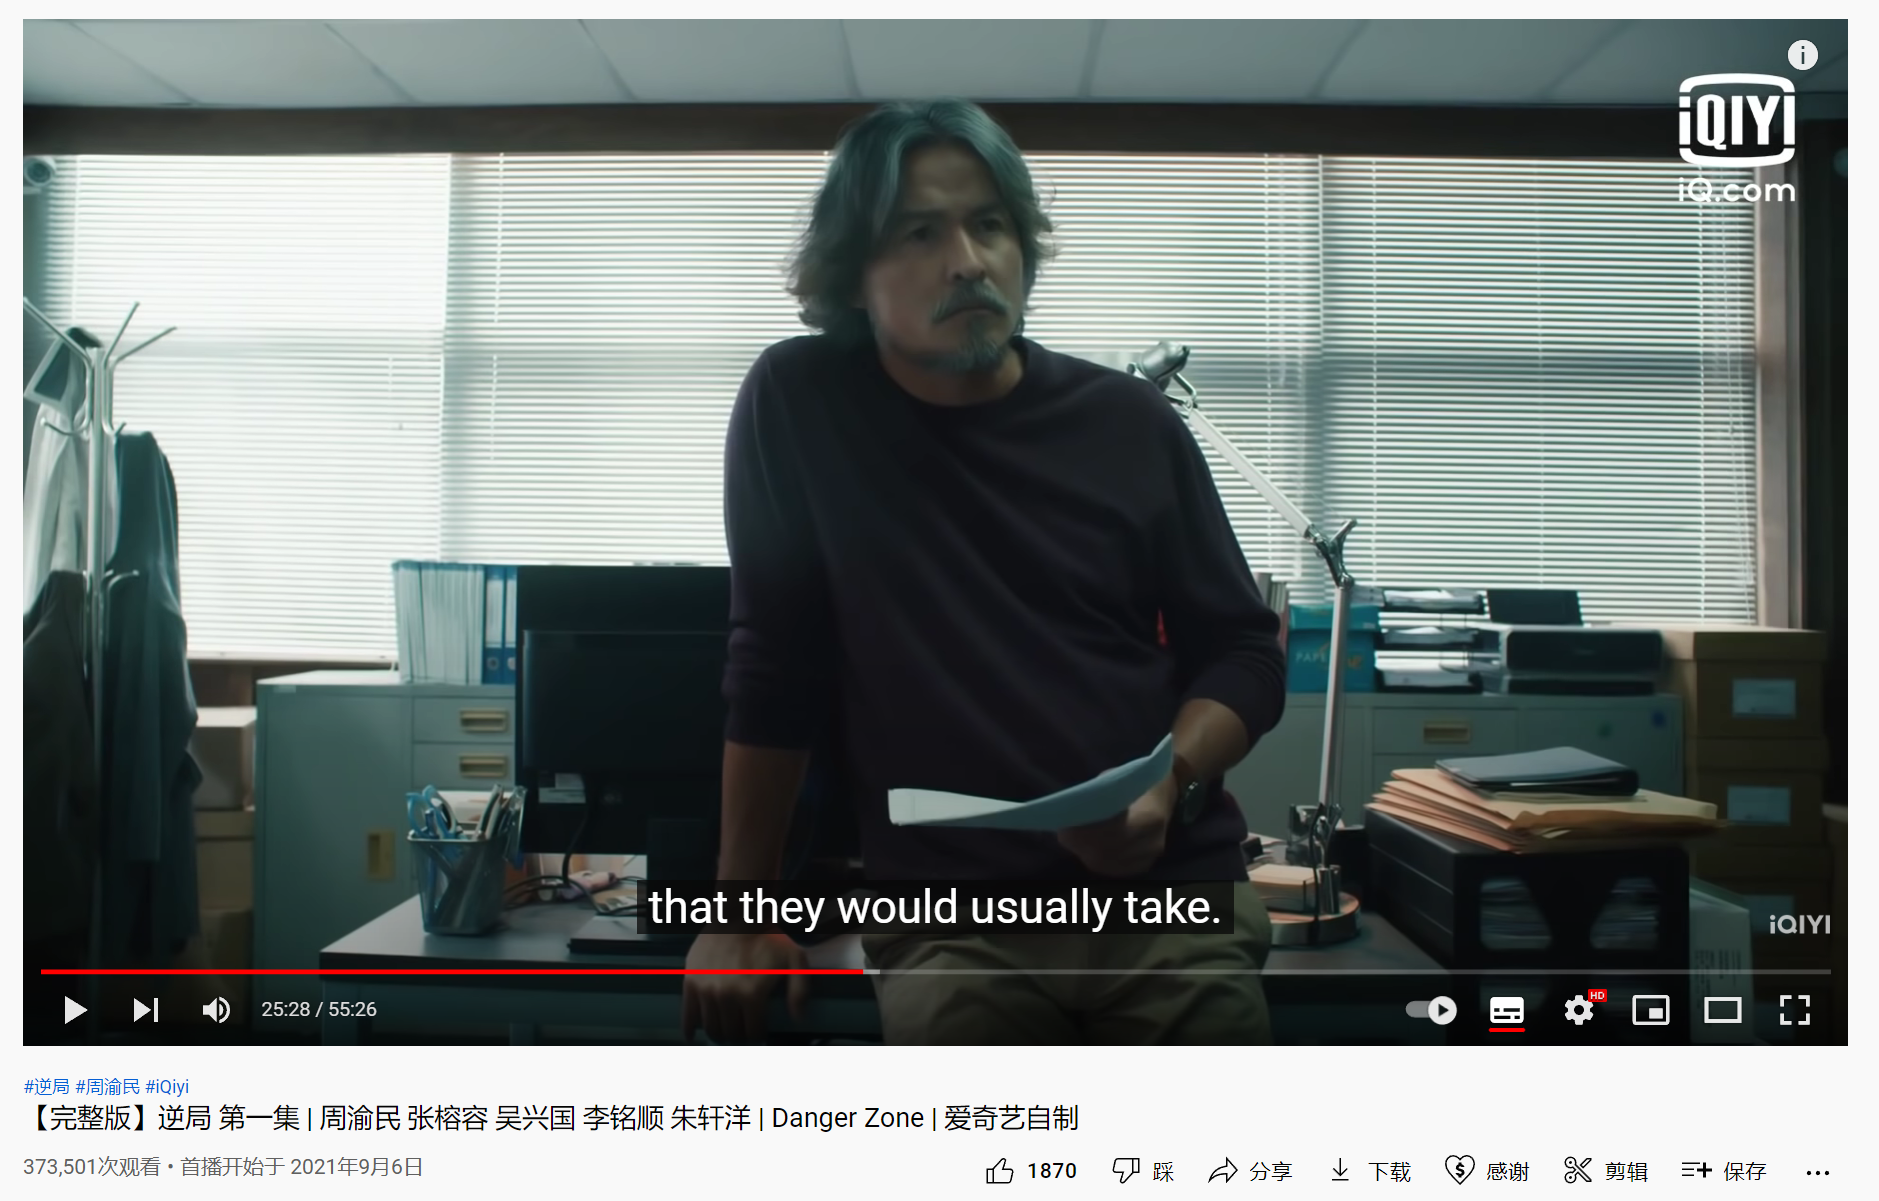 iQIYI
iQ.com
that they would usually take.
iQIYI
25:28 / 55:26
HD
#逆局 #周渝民 #iQiyi
【完整版】逆局 第一集 | 周渝民 张榕容 吴兴国 李铭顺 朱轩洋 | Danger Zone | 爱奇艺自制
373,501次观看 • 首播开始于 2021年9月6日
1870 踩 分享 下载 感谢 剪辑 保存